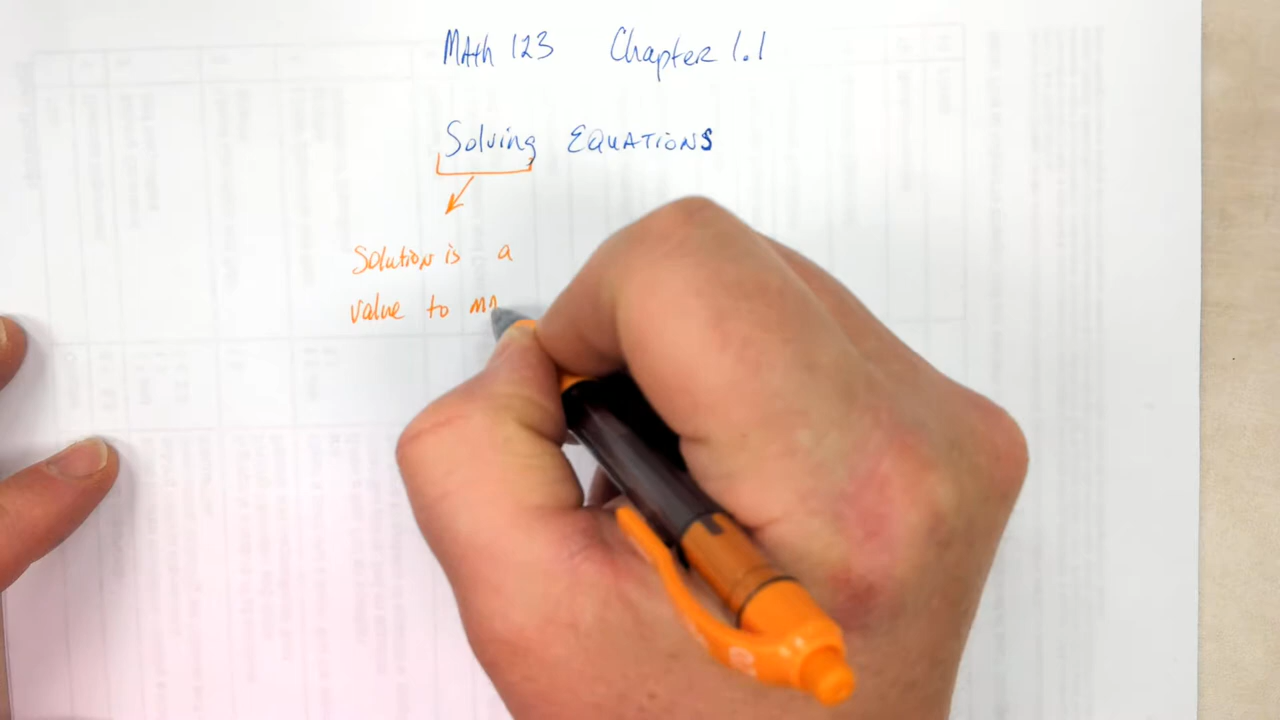 Math 123 Chapter 1.1
Solving EQUATIONS
Solution is a
value to